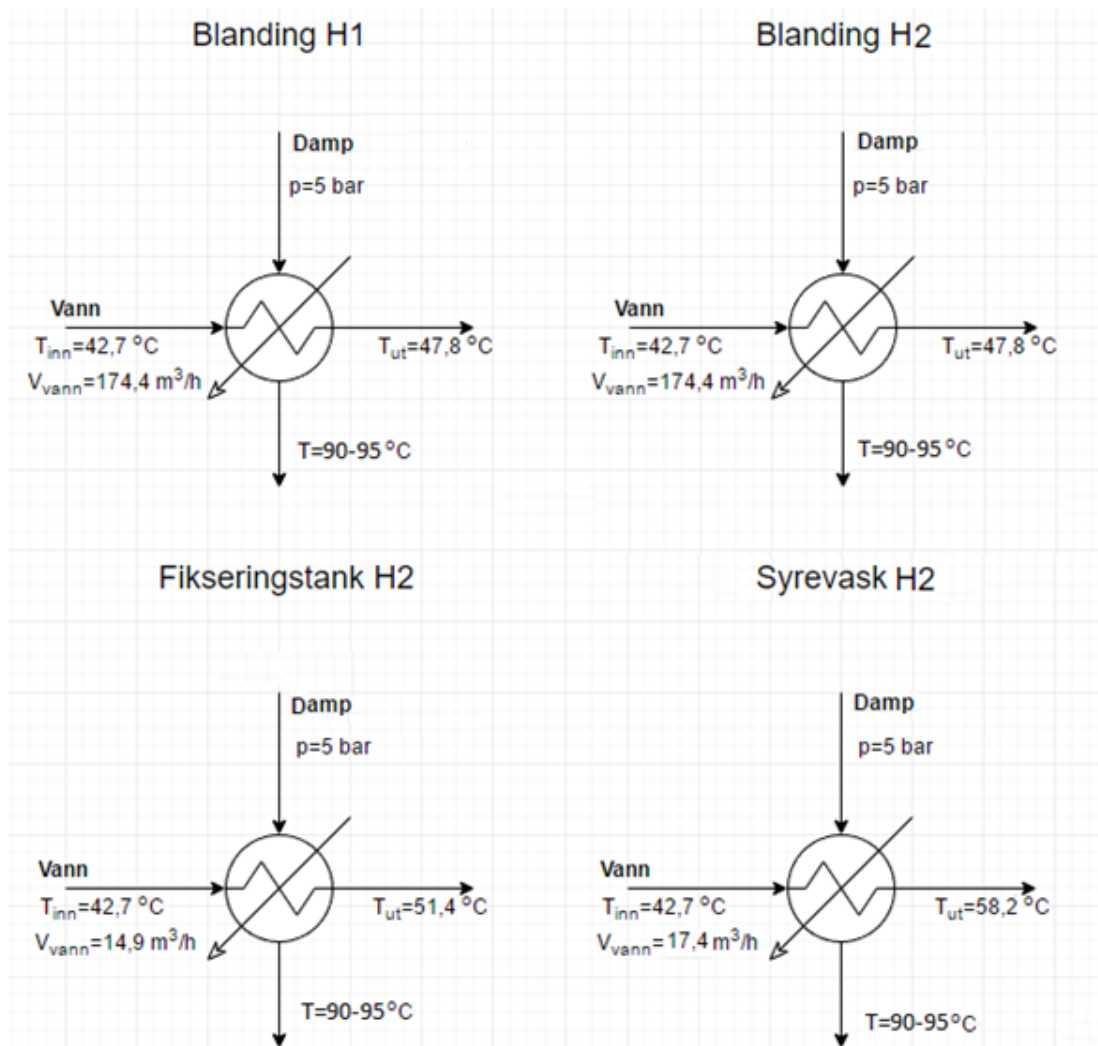 Blanding H1
Damp
p=5 bar
Vann
T_inn=42,7 °C
V_vann=174,4 m³/h
T_ut=47,8 °C
T=90-95 °C
Blanding H2
Damp
p=5 bar
Vann
T_inn=42,7 °C
V_vann=174,4 m³/h
T_ut=47,8 °C
T=90-95 °C
Fikseringstank H2
Damp
p=5 bar
Vann
T_inn=42,7 °C
V_vann=14,9 m³/h
T_ut=51,4 °C
T=90-95°C
Syrevask H2
Damp
p=5 bar
Vann
T_inn=42,7 °C
V_vann=17,4 m³/h
T_ut=58,2 °C
T=90-95°C